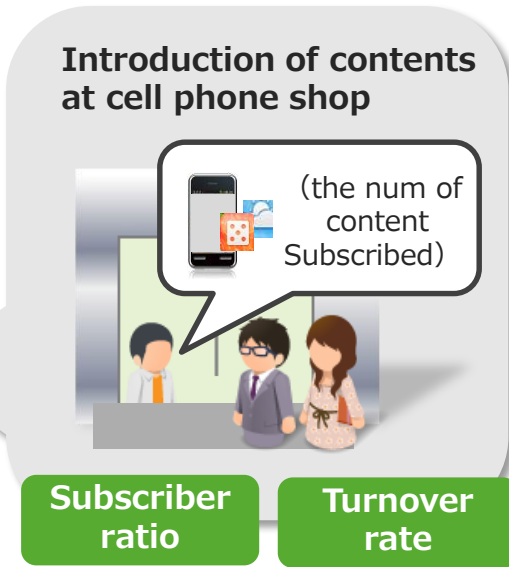 Introduction of contents
at cell phone shop
（the num of
content
Subscribed）
Subscriber
ratio
Turnover
rate